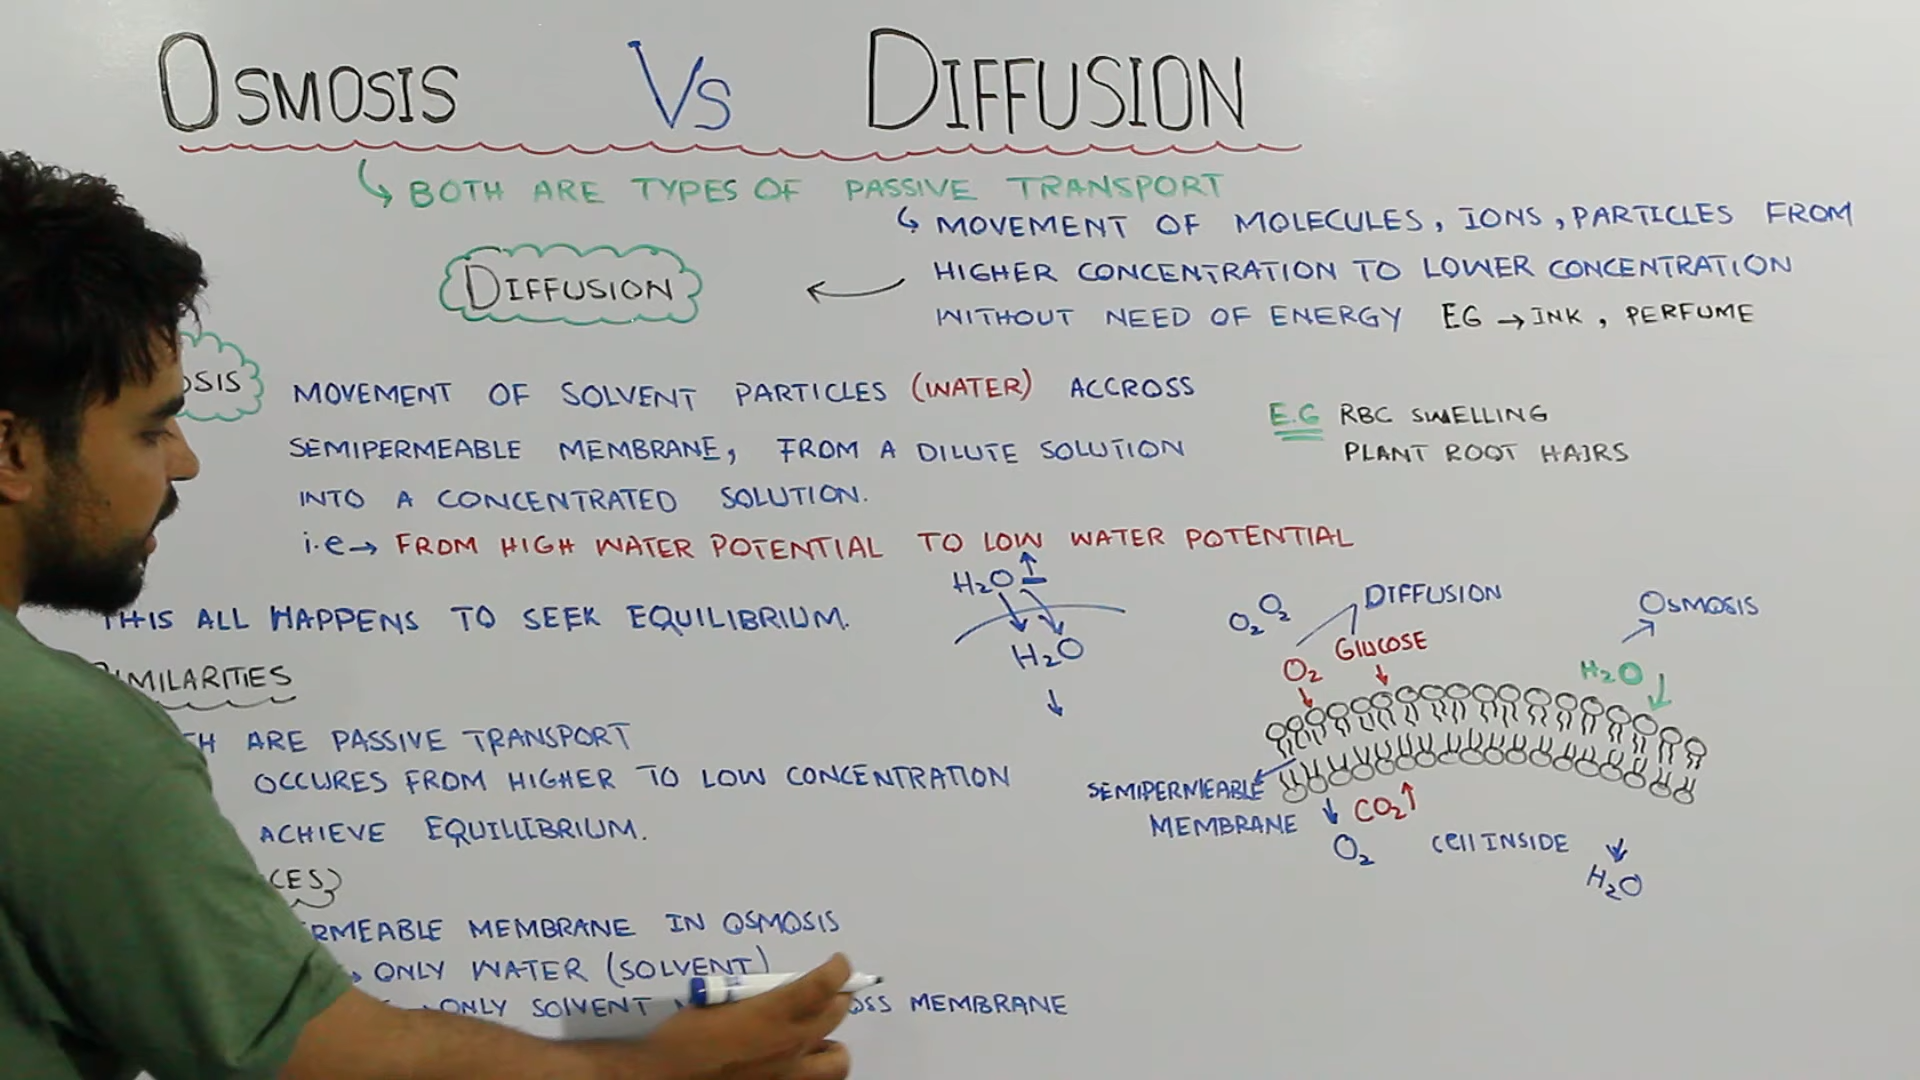 OSMOSIS VS DIFFUSION
↳ BOTH ARE TYPES OF PASSIVE TRANSPORT
↳ MOVEMENT OF MOLECULES, IONS, PARTICLES FROM
HIGHER CONCENTRATION TO LOWER CONCENTRATION
WITHOUT NEED OF ENERGY EG → INK, PERFUME
DIFFUSION ←
OSIS
MOVEMENT OF SOLVENT PARTICLES (WATER) ACCROSS
SEMIPERMEABLE MEMBRANE, FROM A DILUTE SOLUTION
INTO A CONCENTRATED SOLUTION.
i.e → FROM HIGH WATER POTENTIAL TO LOW WATER POTENTIAL
E.G RBC SWELLING
PLANT ROOT HAIRS
THIS ALL HAPPENS TO SEEK EQUILIBRIUM.
H₂O ↑
H₂O
↓
SIMILARITIES
TH ARE PASSIVE TRANSPORT
OCCURES FROM HIGHER TO LOW CONCENTRATION
ACHIEVE EQUILLIBRIUM.
CES
RMEABLE MEMBRANE IN OSMOSIS
→ ONLY WATER (SOLVENT)
→ ONLY SOLVENT OSS MEMBRANE
DIFFUSION
O₂ O₂
O₂ ↓
GLUCOSE ↓
OSMOSIS
H₂O ↓
SEMIPERMEABLE
MEMBRANE
CO₂ ↑
↓ O₂
CELL INSIDE
↓ H₂O